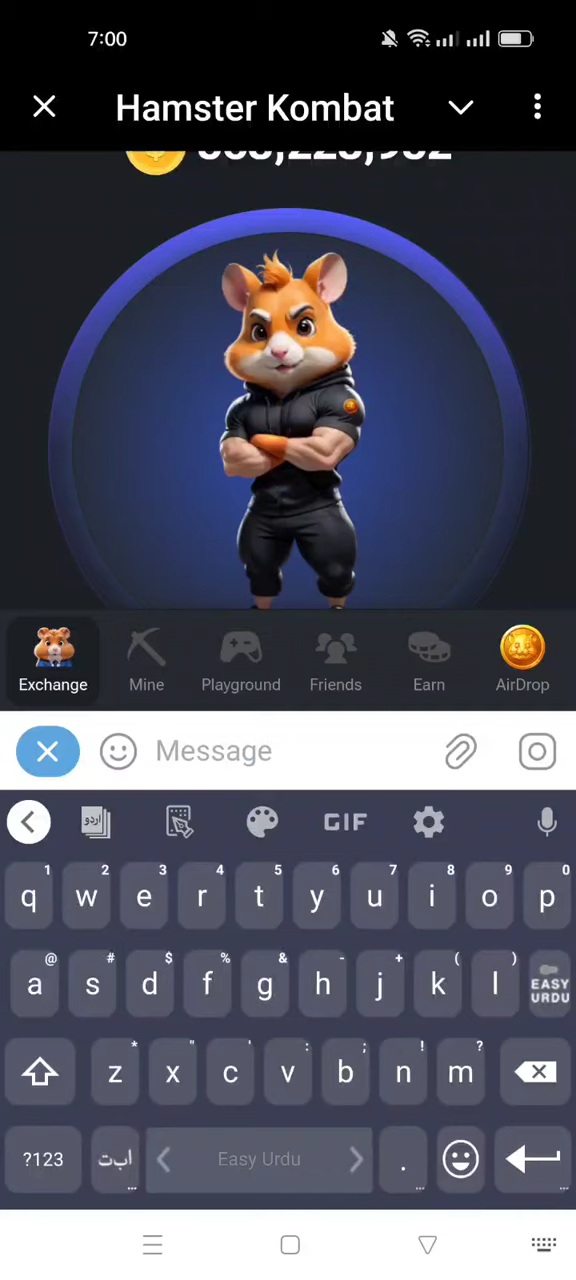 7:00
Hamster Kombat
Exchange Mine Playground Friends Earn AirDrop
Message
اردو GIF
1 2 3 4 5 6 7 8 9 0
q w e r t y u i o p
@ # $ % & - + ( )
a s d f g h j k l EASY URDU
* " ' : ; ! ?
z x c v b n m
?123 اب‌ت Easy Urdu .